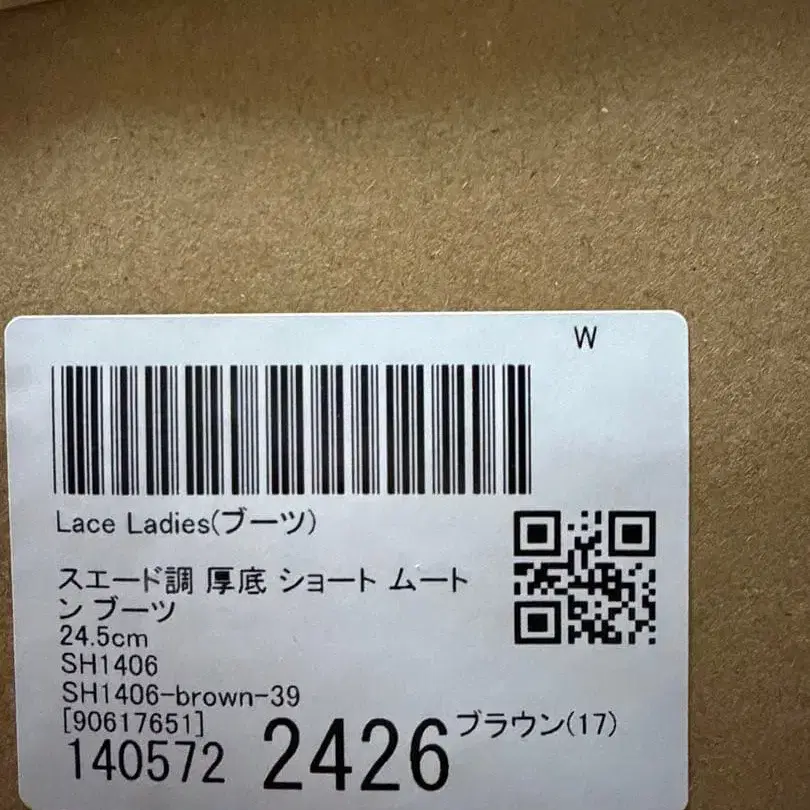 W
Lace Ladies(ブーツ)
スエード調 厚底 ショート ムート
ン ブーツ
24.5cm
SH1406
SH1406-brown-39
[90617651]
ブラウン(17)
140572 2426